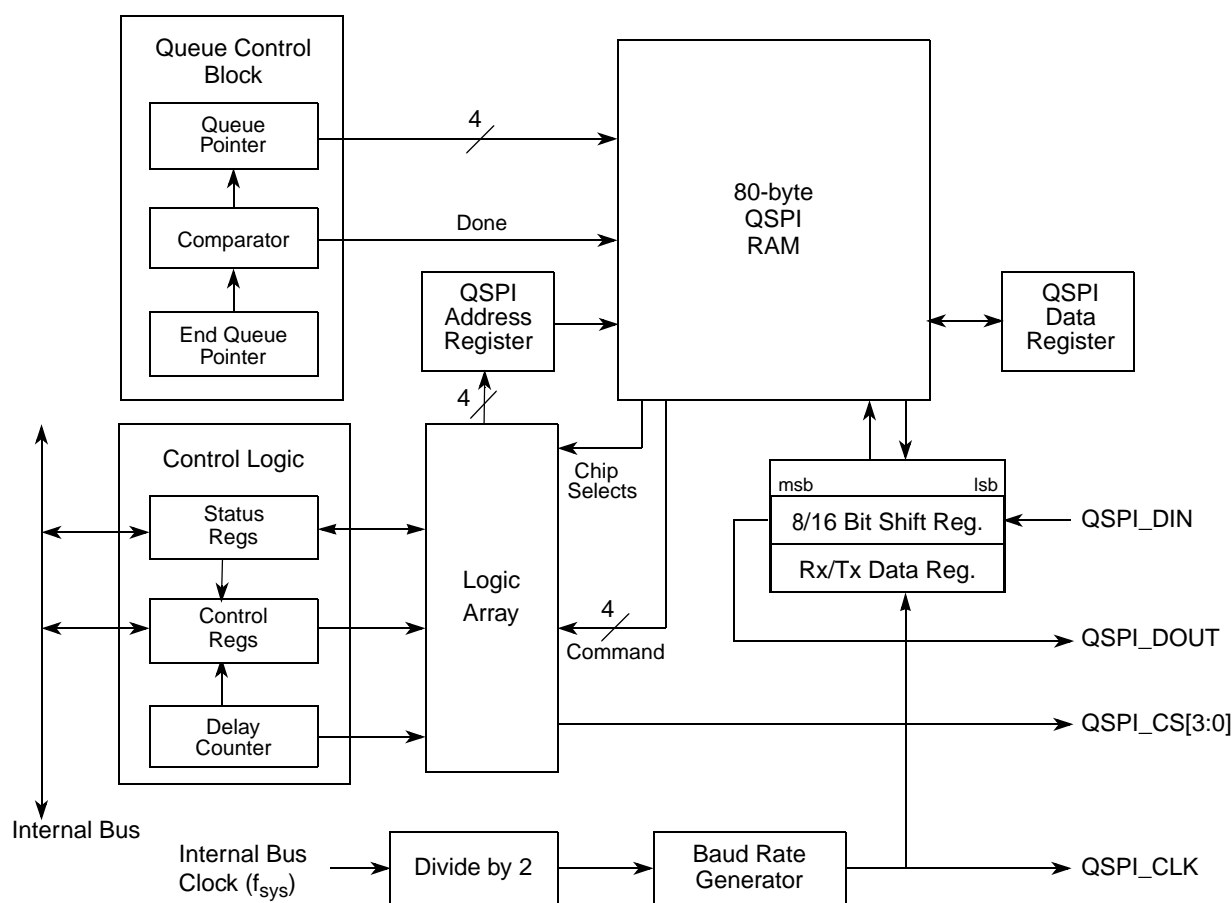 Queue Control
Block
Queue
Pointer
4
Comparator
Done
End Queue
Pointer
80-byte
QSPI
RAM
QSPI
Address
Register
QSPI
Data
Register
4
Control Logic
Status
Regs
Control
Regs
Delay
Counter
Logic
Array
Chip
Selects
4
Command
msb
lsb
8/16 Bit Shift Reg.
Rx/Tx Data Reg.
QSPI_DIN
QSPI_DOUT
QSPI_CS[3:0]
Internal Bus
Internal Bus
Clock (fsys)
Divide by 2
Baud Rate
Generator
QSPI_CLK